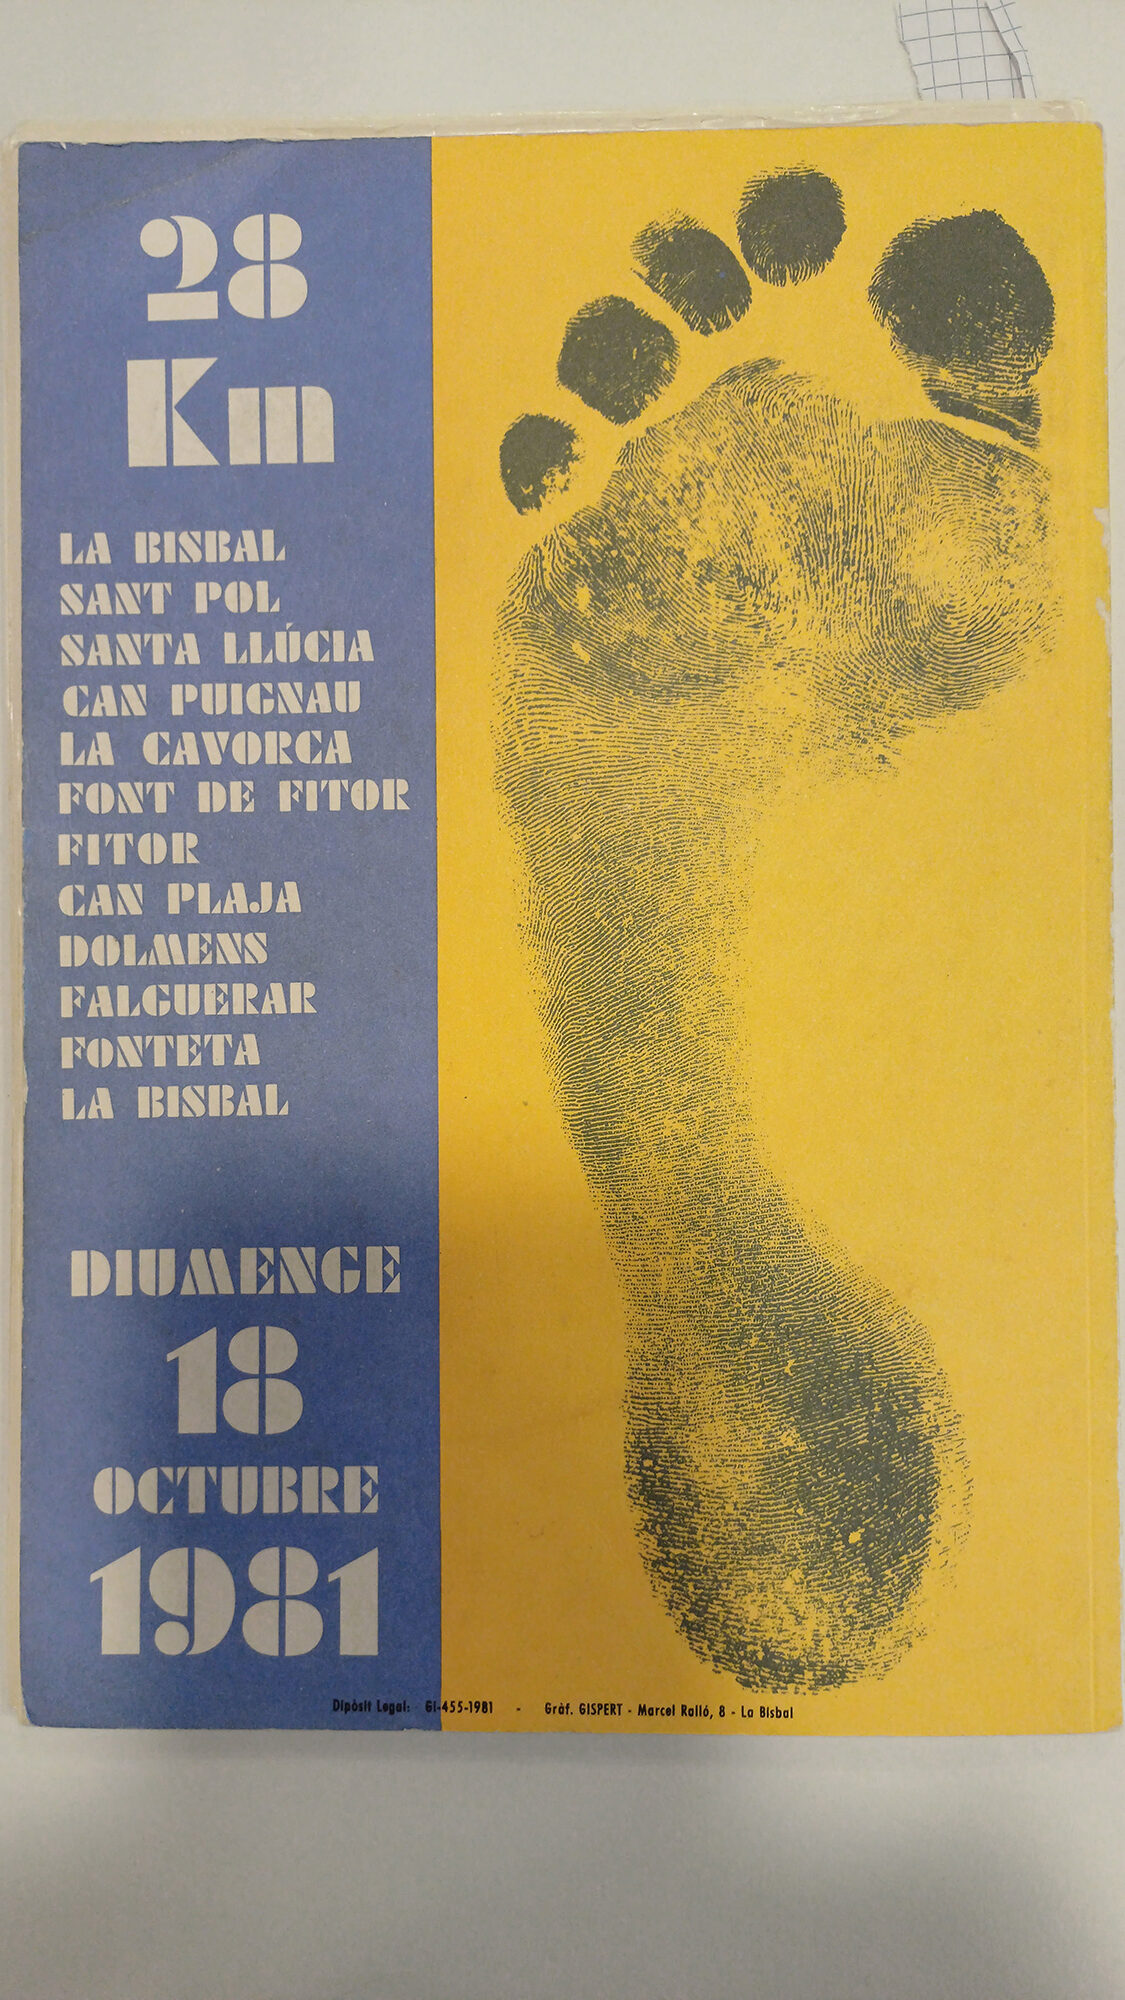 28
Km
LA BISBAL
SANT POL
SANTA LLÚCIA
CAN PUIGNAU
LA CAVORCA
FONT DE FITOR
FITOR
CAN PLAJA
DOLMENS
FALGUERAR
FONTETA
LA BISBAL
DIUMENGE
18
OCTUBRE
1981
Dipòsit Legal: GI-455-1981 - Gràf. GISPERT - Marcel Ralló, 8 - La Bisbal